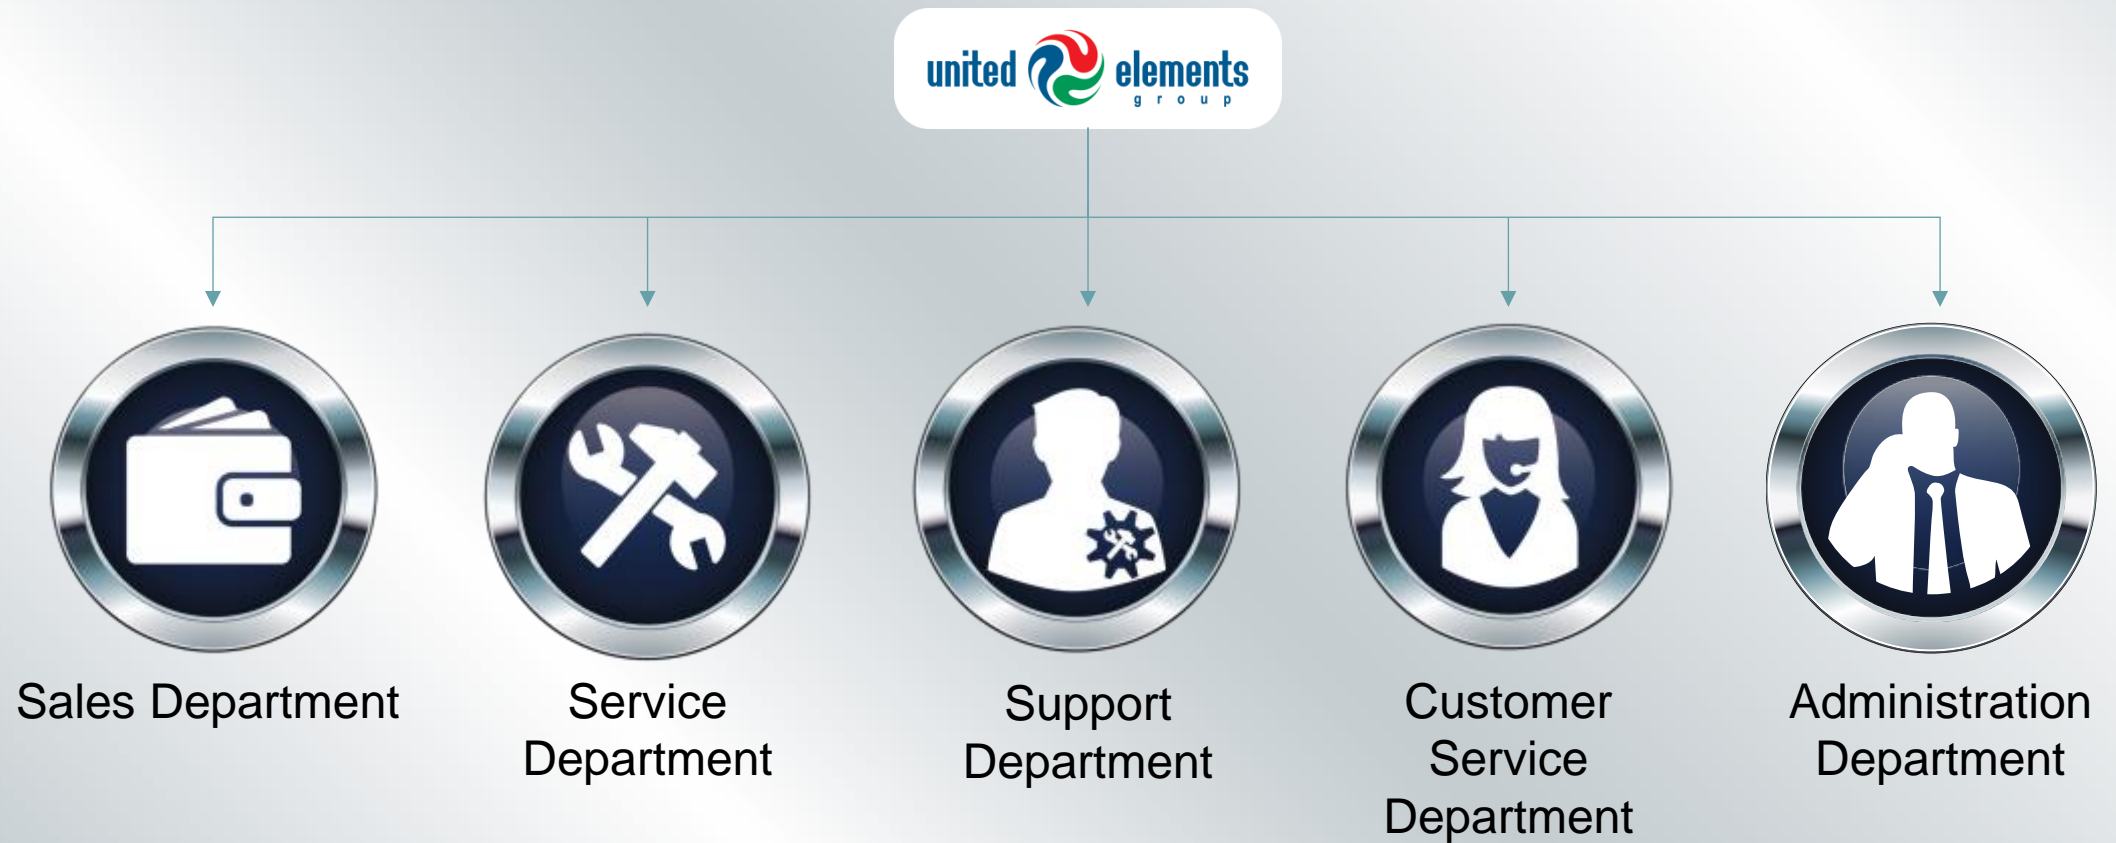 united elements
group
Sales Department
Service
Department
Support
Department
Customer
Service
Department
Administration
Department